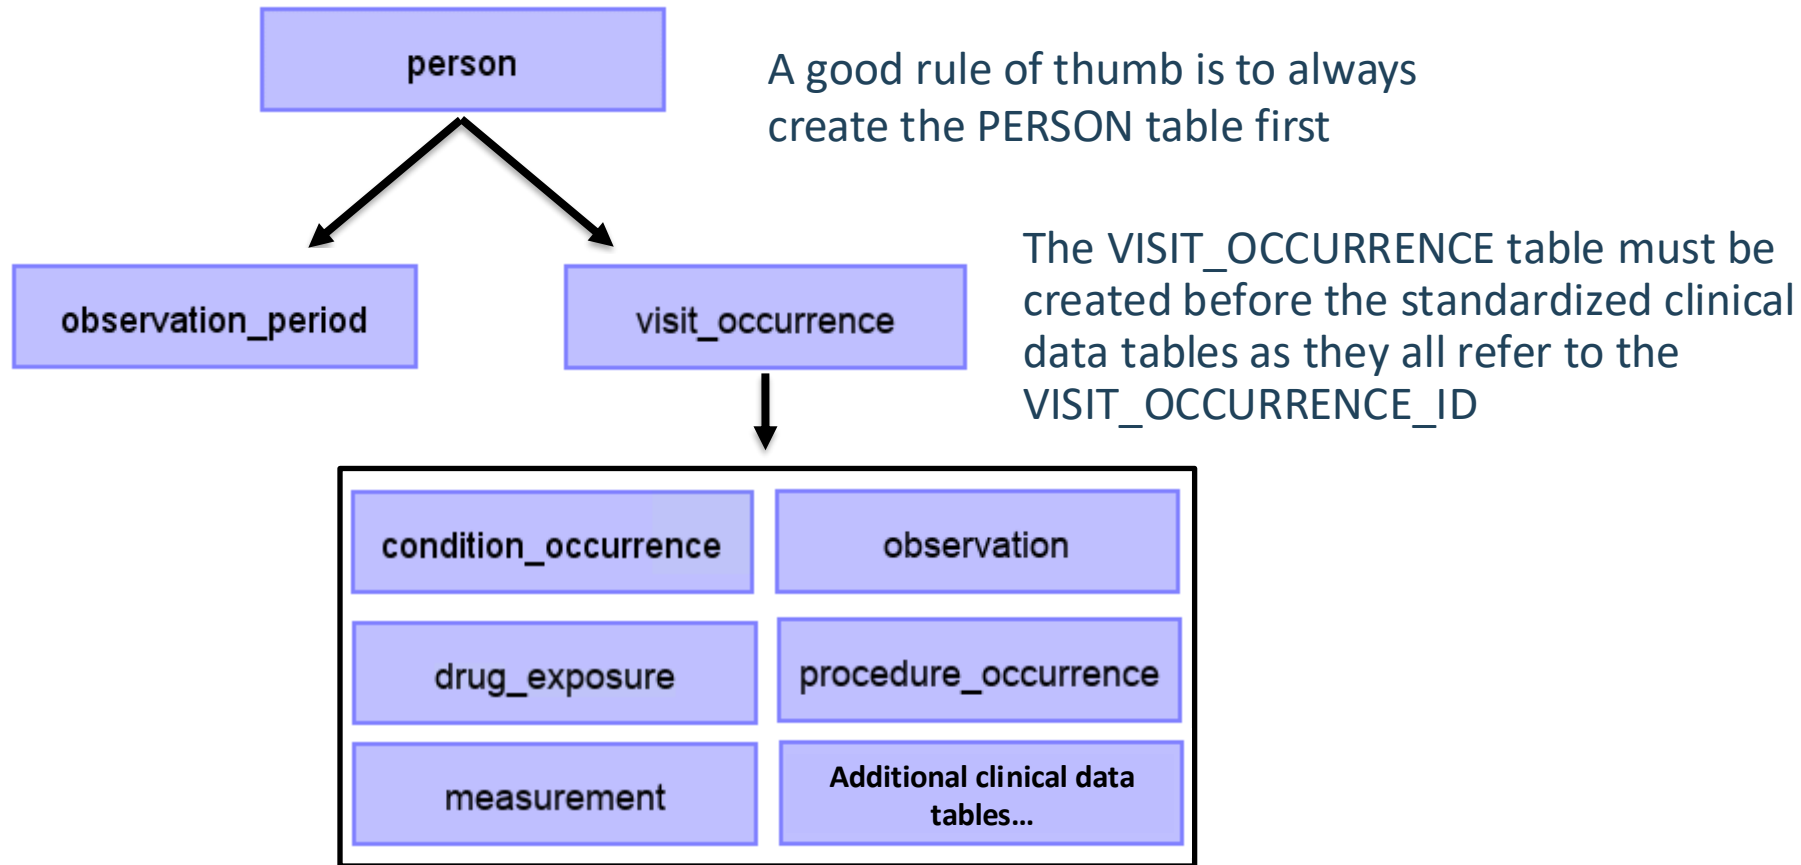 person
A good rule of thumb is to always
create the PERSON table first
observation_period
visit_occurrence
The VISIT_OCCURRENCE table must be
created before the standardized clinical
data tables as they all refer to the
VISIT_OCCURRENCE_ID
condition_occurrence
observation
drug_exposure
procedure_occurrence
measurement
Additional clinical data
tables...